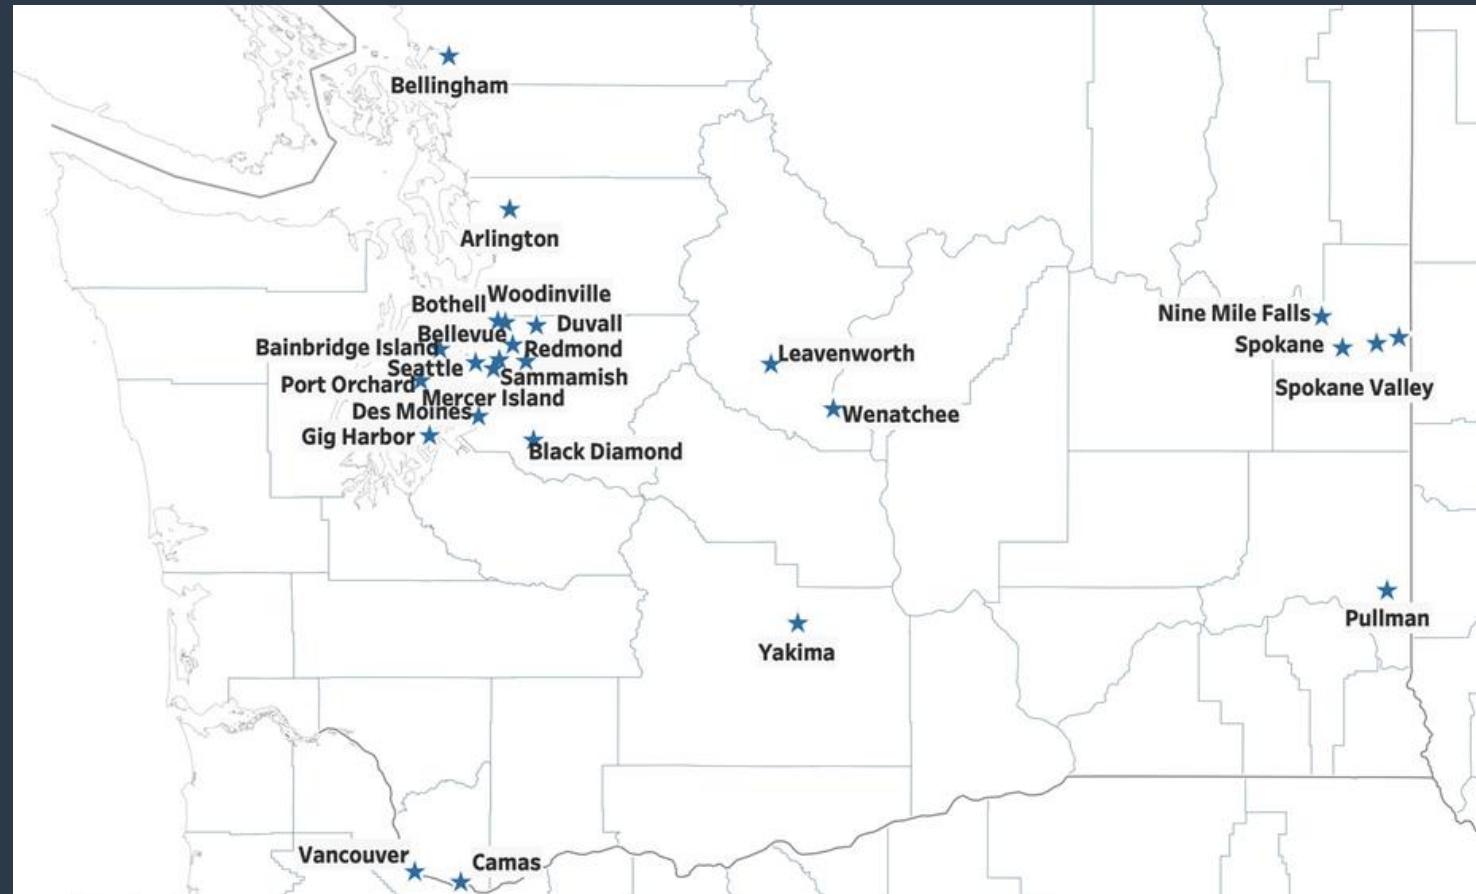 Bellingham
Arlington
Woodinville
Bothell
Duvall
Bellevue
Bainbridge Island
Redmond
Seattle
Sammamish
Port Orchard
Mercer Island
Des Moines
Gig Harbor
Black Diamond
Leavenworth
Wenatchee
Nine Mile Falls
Spokane
Spokane Valley
Pullman
Yakima
Vancouver
Camas